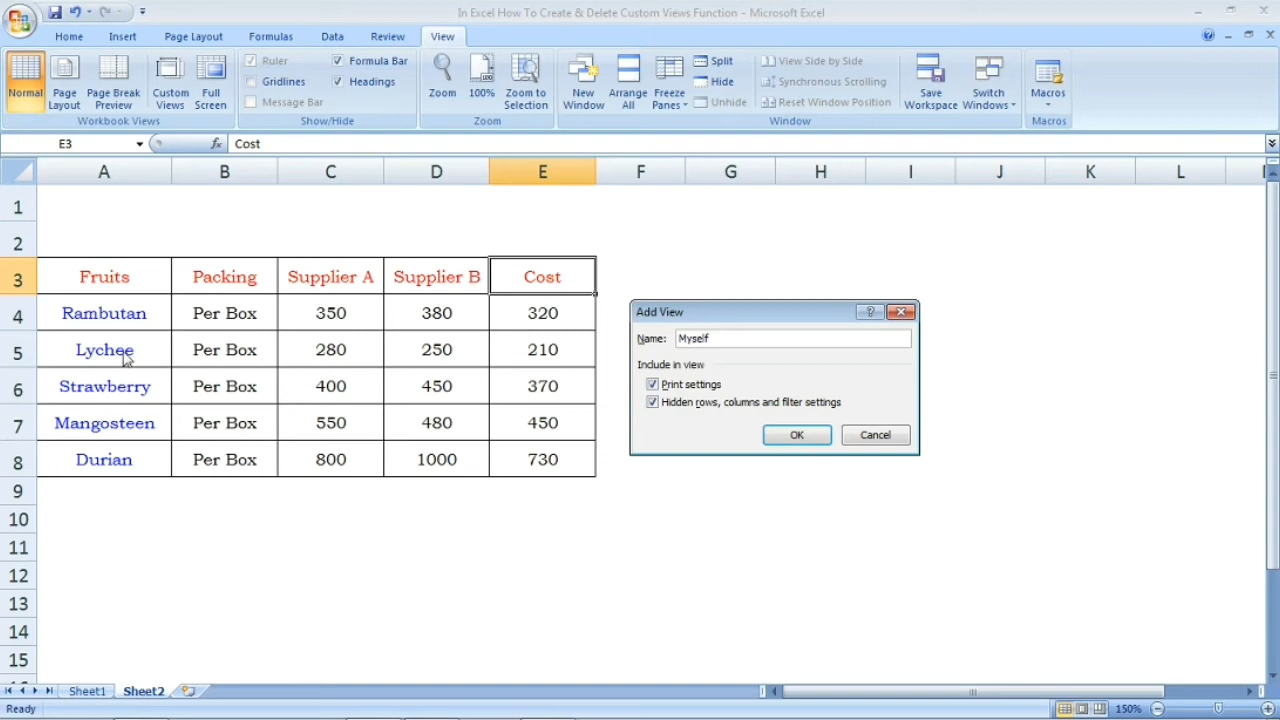 In Excel How To Create & Delete Custom Views Function - Microsoft Excel
Home Insert Page Layout Formulas Data Review View
Normal Page Layout Page Break Preview Custom Views Full Screen
Workbook Views
Ruler Formula Bar
Gridlines Headings
Message Bar
Show/Hide
Zoom 100% Zoom to Selection
Zoom
New Window Arrange All Freeze Panes
Split View Side by Side
Hide Synchronous Scrolling
Unhide Reset Window Position
Save Workspace Switch Windows
Window
Macros
Macros
E3 fx Cost
A B C D E F G H I J K L
1
2
3 Fruits Packing Supplier A Supplier B Cost
4 Rambutan Per Box 350 380 320
5 Lychee Per Box 280 250 210
6 Strawberry Per Box 400 450 370
7 Mangosteen Per Box 550 480 450
8 Durian Per Box 800 1000 730
9
10
11
12
13
14
15
Add View
Name: Myself
Include in view
Print settings
Hidden rows, columns and filter settings
OK Cancel
Sheet1 Sheet2
Ready 150%